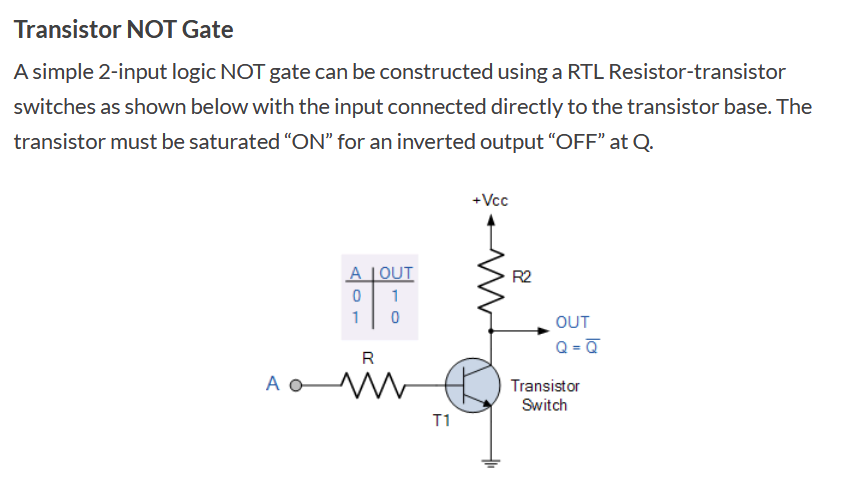 Transistor NOT Gate
A simple 2-input logic NOT gate can be constructed using a RTL Resistor-transistor
switches as shown below with the input connected directly to the transistor base. The
transistor must be saturated “ON” for an inverted output “OFF” at Q.
+Vcc
A OUT
0 1
1 0
R2
OUT
Q = Q̅
R
A
Transistor
Switch
T1